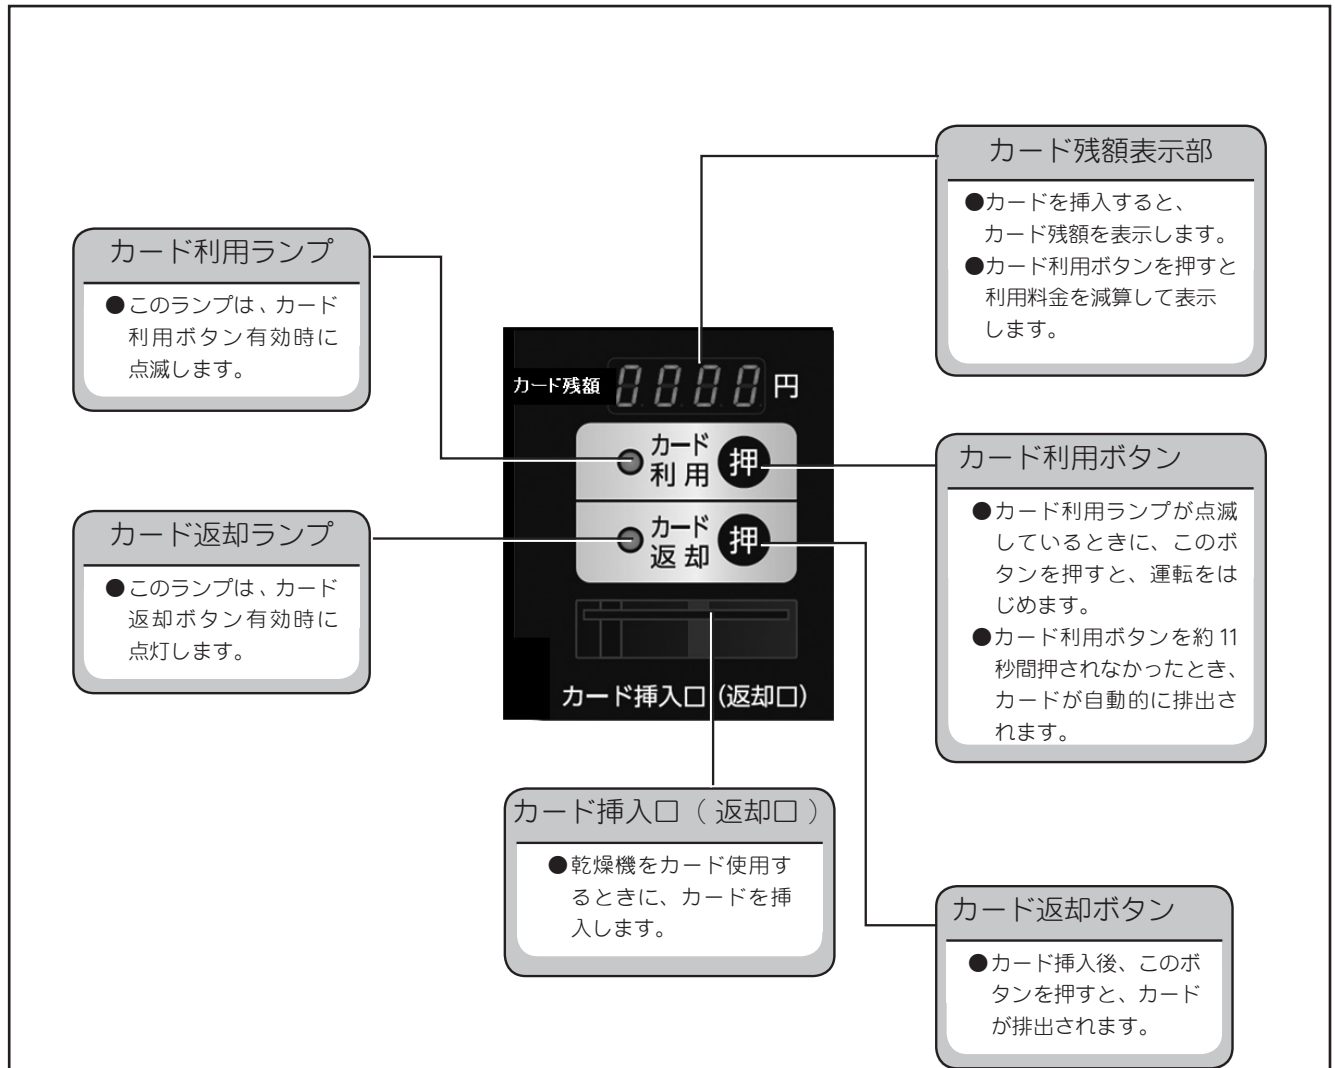 カード残額表示部
●カードを挿入すると、
カード残額を表示します。
●カード利用ボタンを押すと
利用料金を減算して表示
します。
カード利用ランプ
●このランプは、カード
利用ボタン有効時に
点滅します。
カード残額 0000 円
カード
利用 押
カード
返却 押
カード挿入口(返却口)
カード利用ボタン
●カード利用ランプが点滅
しているときに、このボ
タンを押すと、運転をは
じめます。
●カード利用ボタンを約 11
秒間押されなかったとき、
カードが自動的に排出さ
れます。
カード返却ランプ
●このランプは、カード
返却ボタン有効時に
点灯します。
カード挿入口( 返却口 )
●乾燥機をカード使用す
るときに、カードを挿
入します。
カード返却ボタン
●カード挿入後、このボ
タンを押すと、カード
が排出されます。